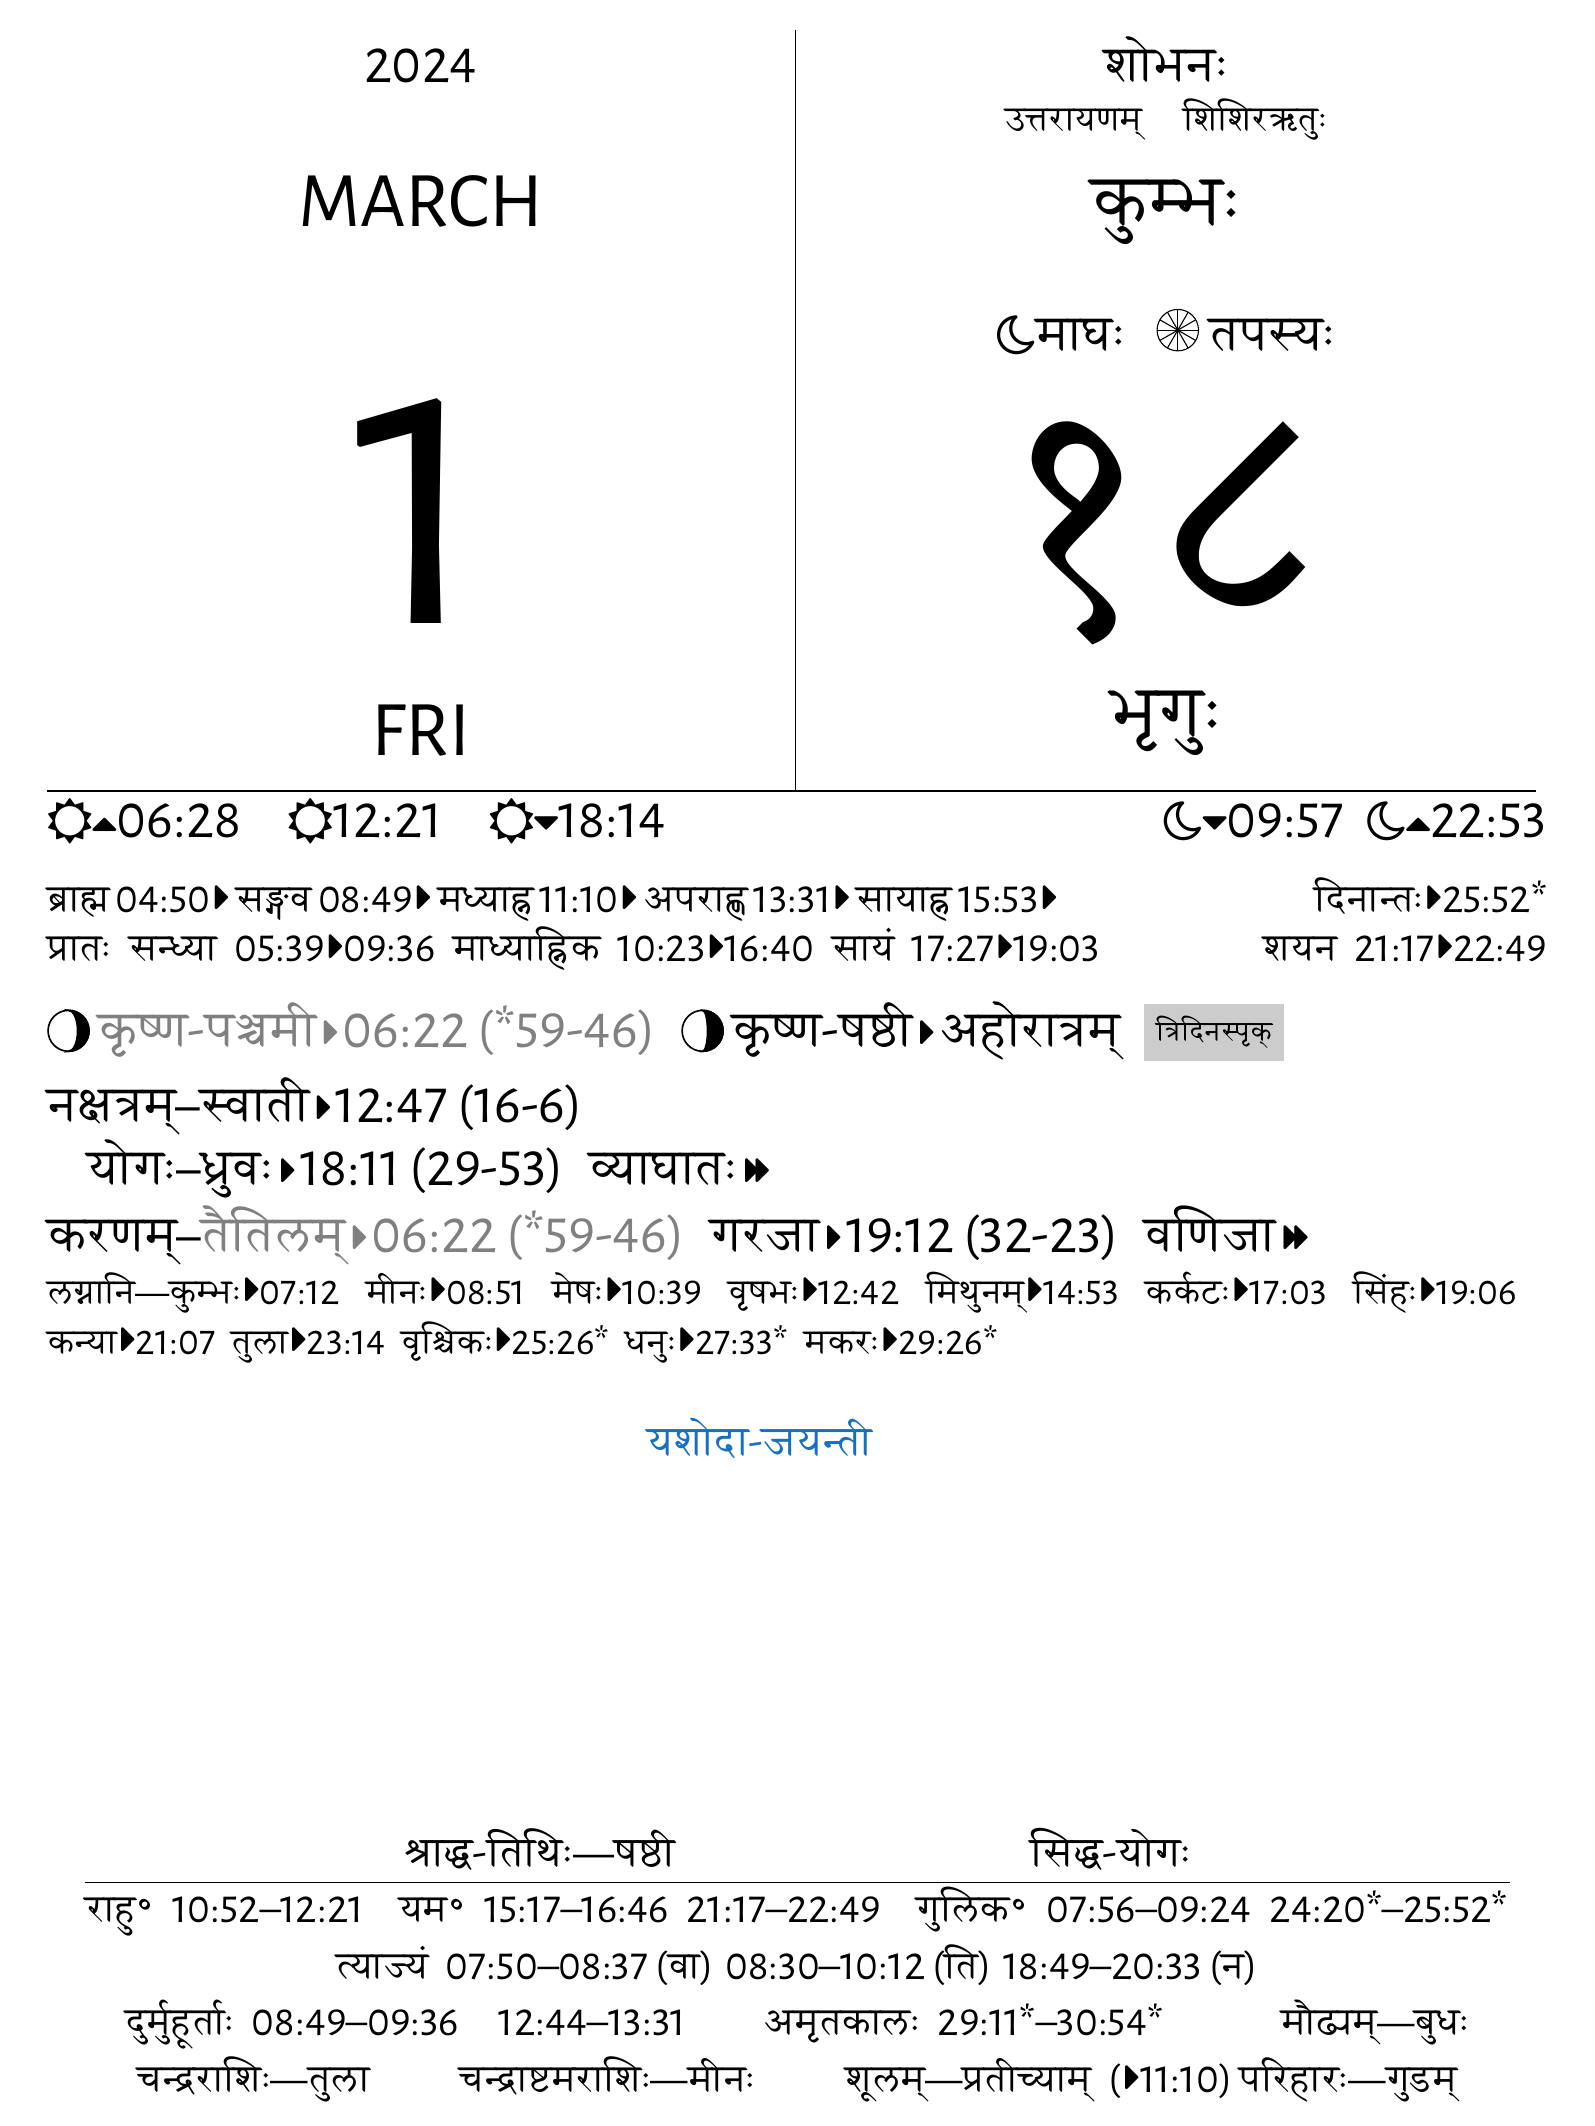 2024
MARCH
1
FRI
शोभनः
उत्तरायणम् शिशिरऋतुः
कुम्भः
माघः तपस्यः
१८
भृगुः
06:28 12:21 18:14 09:57 22:53
ब्राह्म 04:50 सङ्गव 08:49 मध्याह्न 11:10 अपराह्ण 13:31 सायाह्न 15:53 दिनान्तः 25:52*
प्रातः सन्ध्या 05:39 09:36 माध्याह्निक 10:23 16:40 सायं 17:27 19:03 शयन 21:17 22:49
कृष्ण-पञ्चमी 06:22 (*59-46) कृष्ण-षष्ठी अहोरात्रम् त्रिदिनस्पृक्
नक्षत्रम्–स्वाती 12:47 (16-6)
योगः–ध्रुवः 18:11 (29-53) व्याघातः
करणम्–तैतिलम् 06:22 (*59-46) गरजा 19:12 (32-23) वणिजा
लग्नानि—कुम्भः 07:12 मीनः 08:51 मेषः 10:39 वृषभः 12:42 मिथुनम् 14:53 कर्कटः 17:03 सिंहः 19:06
कन्या 21:07 तुला 23:14 वृश्चिकः 25:26* धनुः 27:33* मकरः 29:26*
यशोदा-जयन्ती
श्राद्ध-तिथिः—षष्ठी सिद्ध-योगः
राहु॰ 10:52–12:21 यम॰ 15:17–16:46 21:17–22:49 गुलिक॰ 07:56–09:24 24:20*–25:52*
त्याज्यं 07:50–08:37 (वा) 08:30–10:12 (ति) 18:49–20:33 (न)
दुर्मुहूर्ताः 08:49–09:36 12:44–13:31 अमृतकालः 29:11*–30:54* मौढ्यम्—बुधः
चन्द्रराशिः—तुला चन्द्राष्टमराशिः—मीनः शूलम्—प्रतीच्याम् (11:10) परिहारः—गुडम्